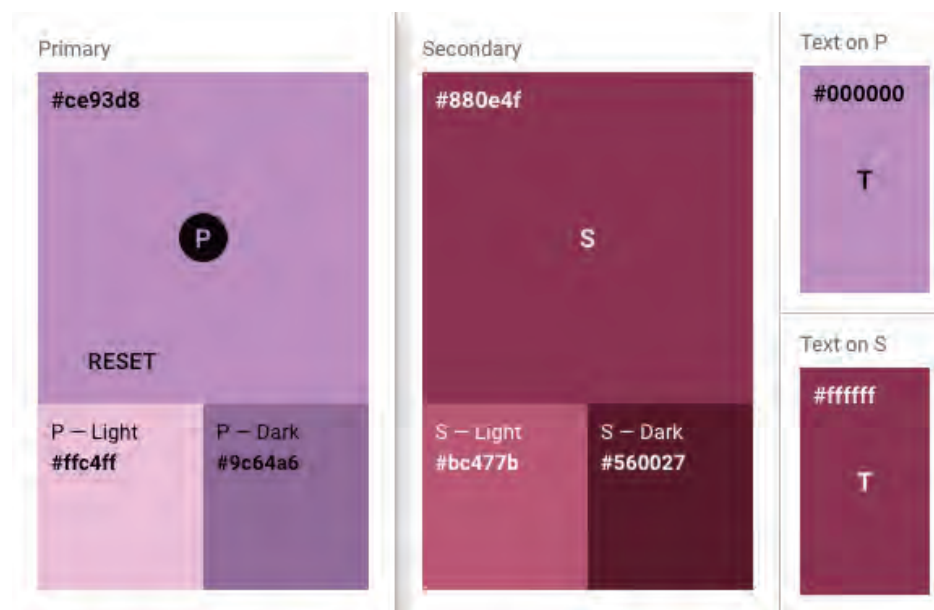 Primary
#ce93d8
P
RESET
P — Light
#ffc4ff
P — Dark
#9c64a6
Secondary
#880e4f
S
S — Light
#bc477b
S — Dark
#560027
Text on P
#000000
T
Text on S
#ffffff
T